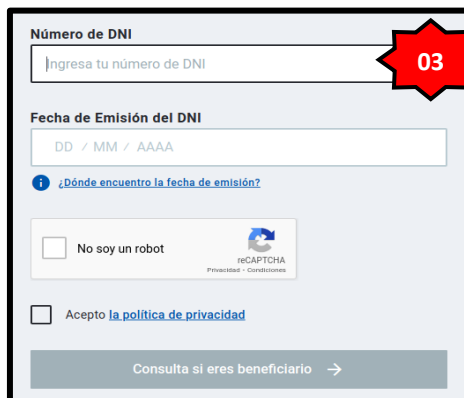 Número de DNI
Ingresa tu número de DNI
03
Fecha de Emisión del DNI
DD / MM / AAAA
i ¿Dónde encuentro la fecha de emisión?
No soy un robot
reCAPTCHA
Privacidad - Condiciones
Acepto la política de privacidad
Consulta si eres beneficiario →